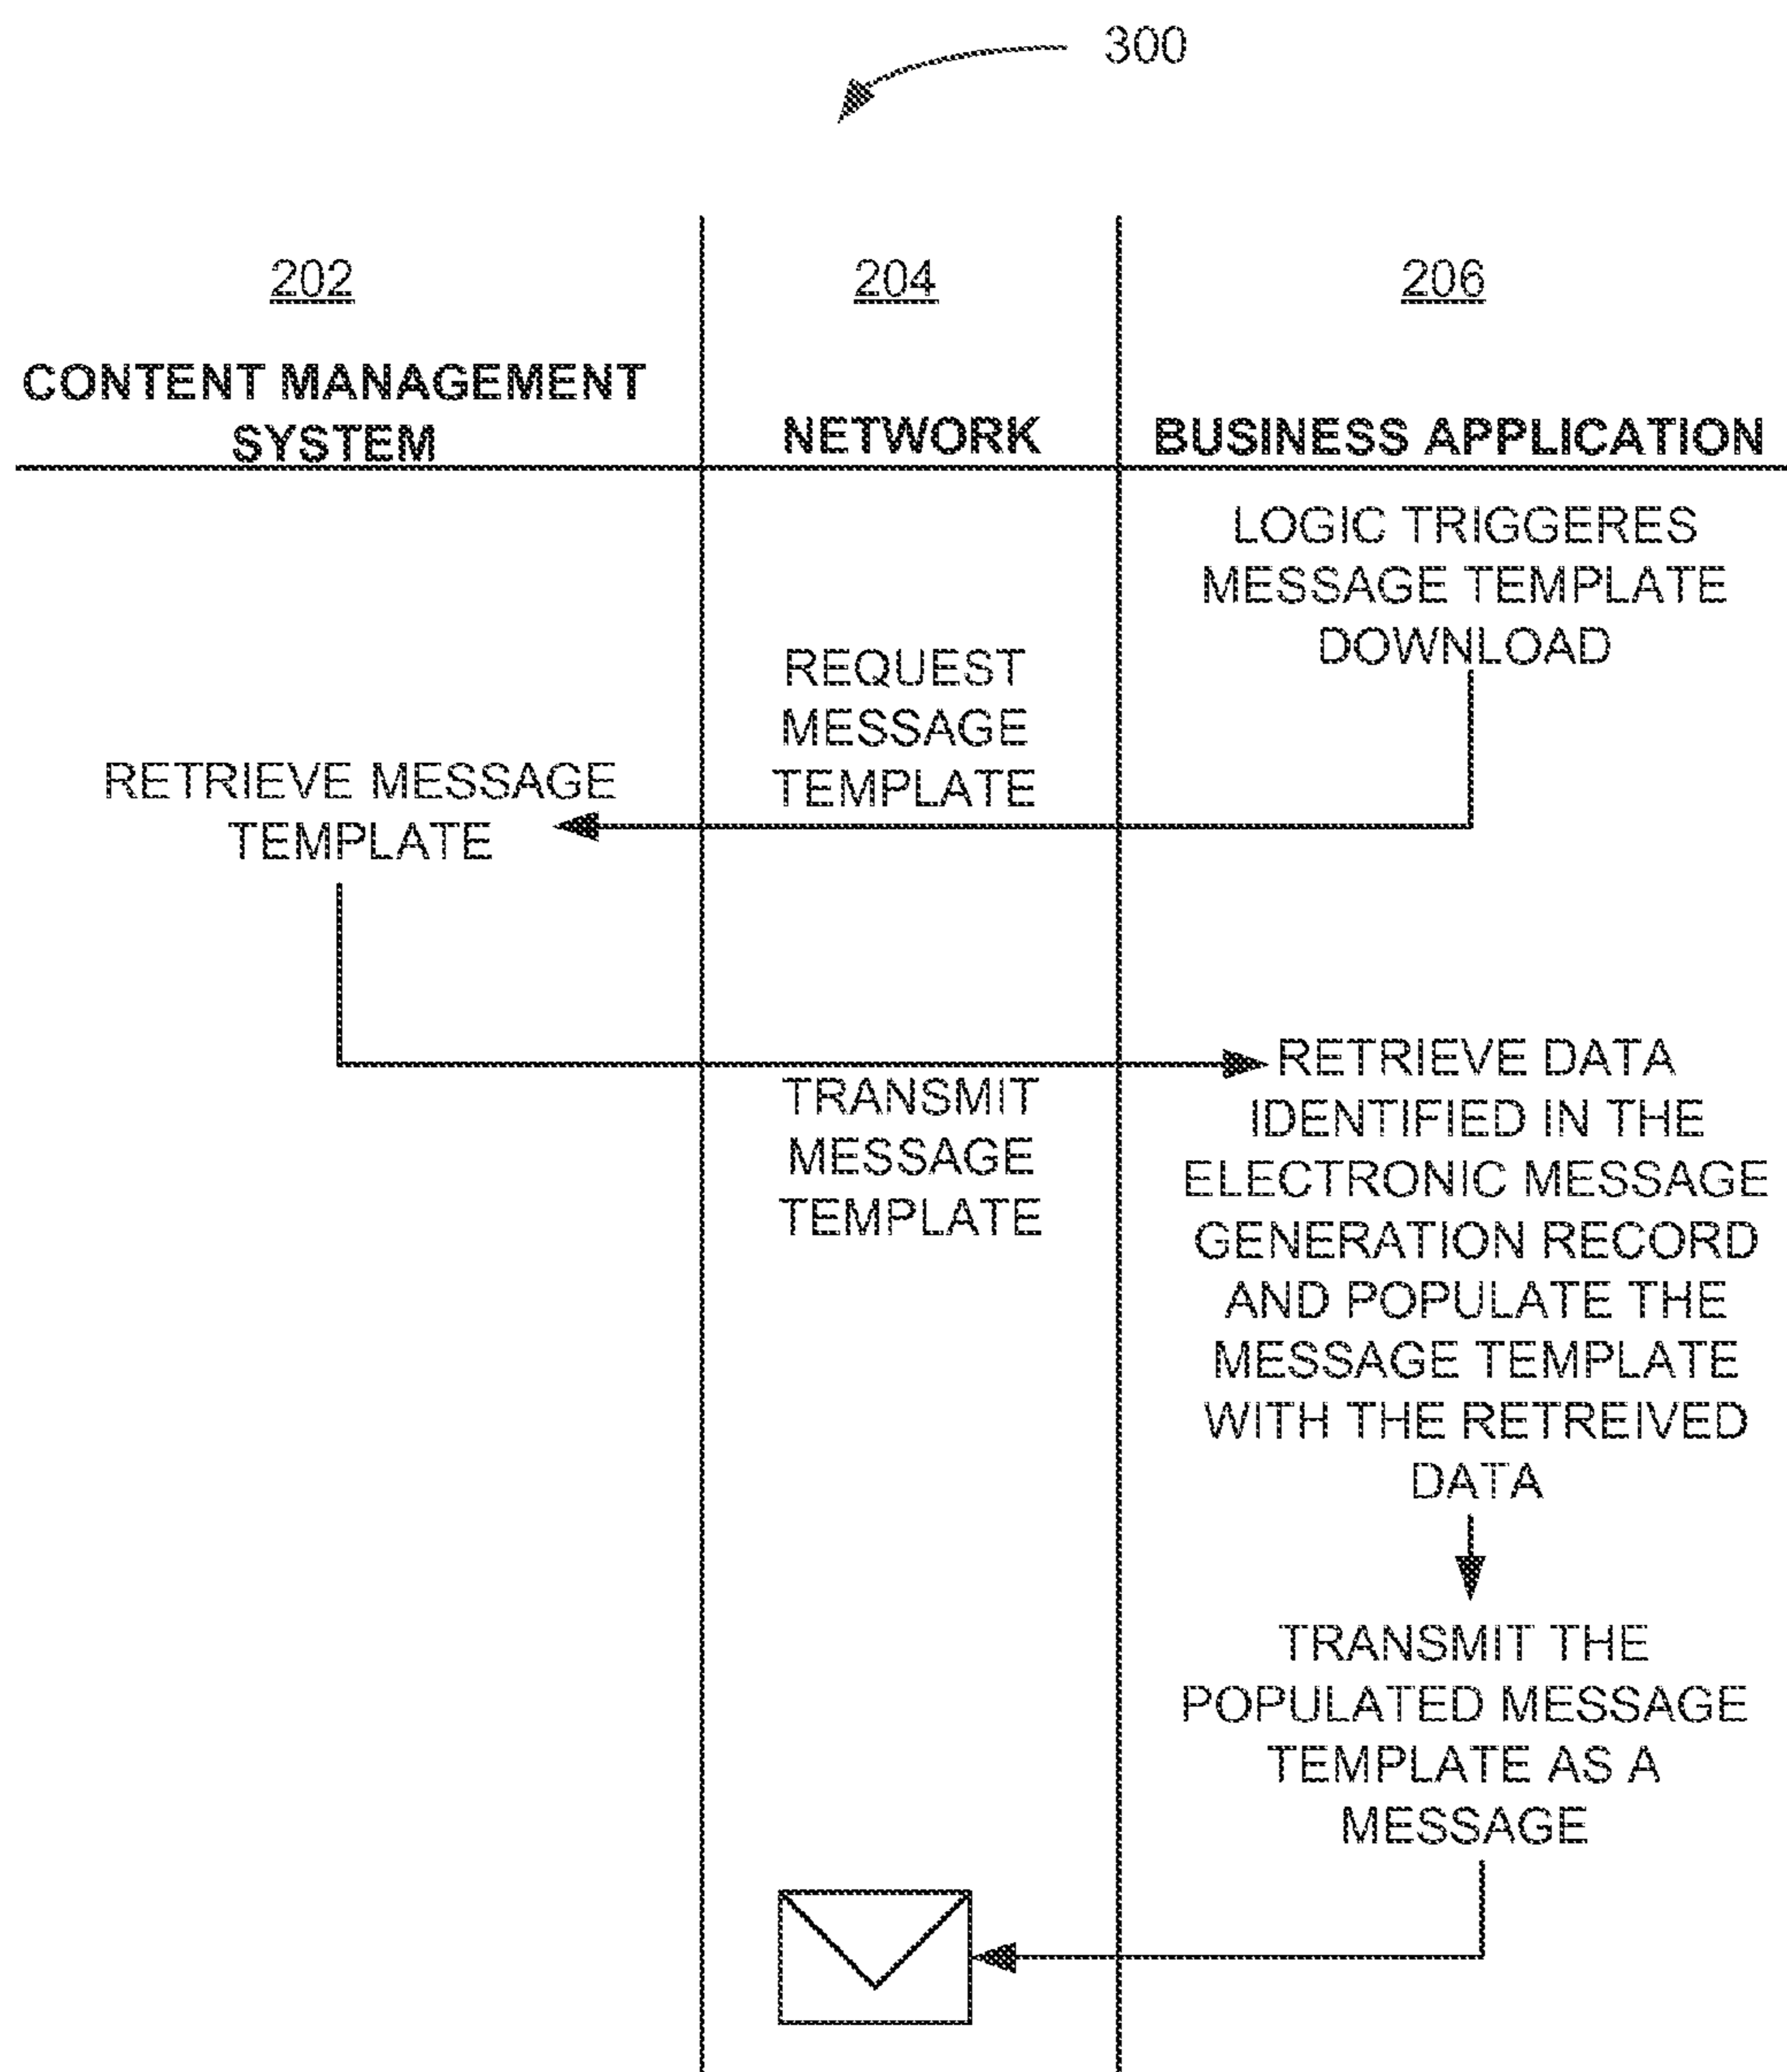 300
202
204
206
CONTENT MANAGEMENT
SYSTEM
NETWORK
BUSINESS APPLICATION
LOGIC TRIGGERES
MESSAGE TEMPLATE
DOWNLOAD
REQUEST
MESSAGE
TEMPLATE
RETRIEVE MESSAGE
TEMPLATE
TRANSMIT
MESSAGE
TEMPLATE
RETRIEVE DATA
IDENTIFIED IN THE
ELECTRONIC MESSAGE
GENERATION RECORD
AND POPULATE THE
MESSAGE TEMPLATE
WITH THE RETREIVED
DATA
TRANSMIT THE
POPULATED MESSAGE
TEMPLATE AS A
MESSAGE